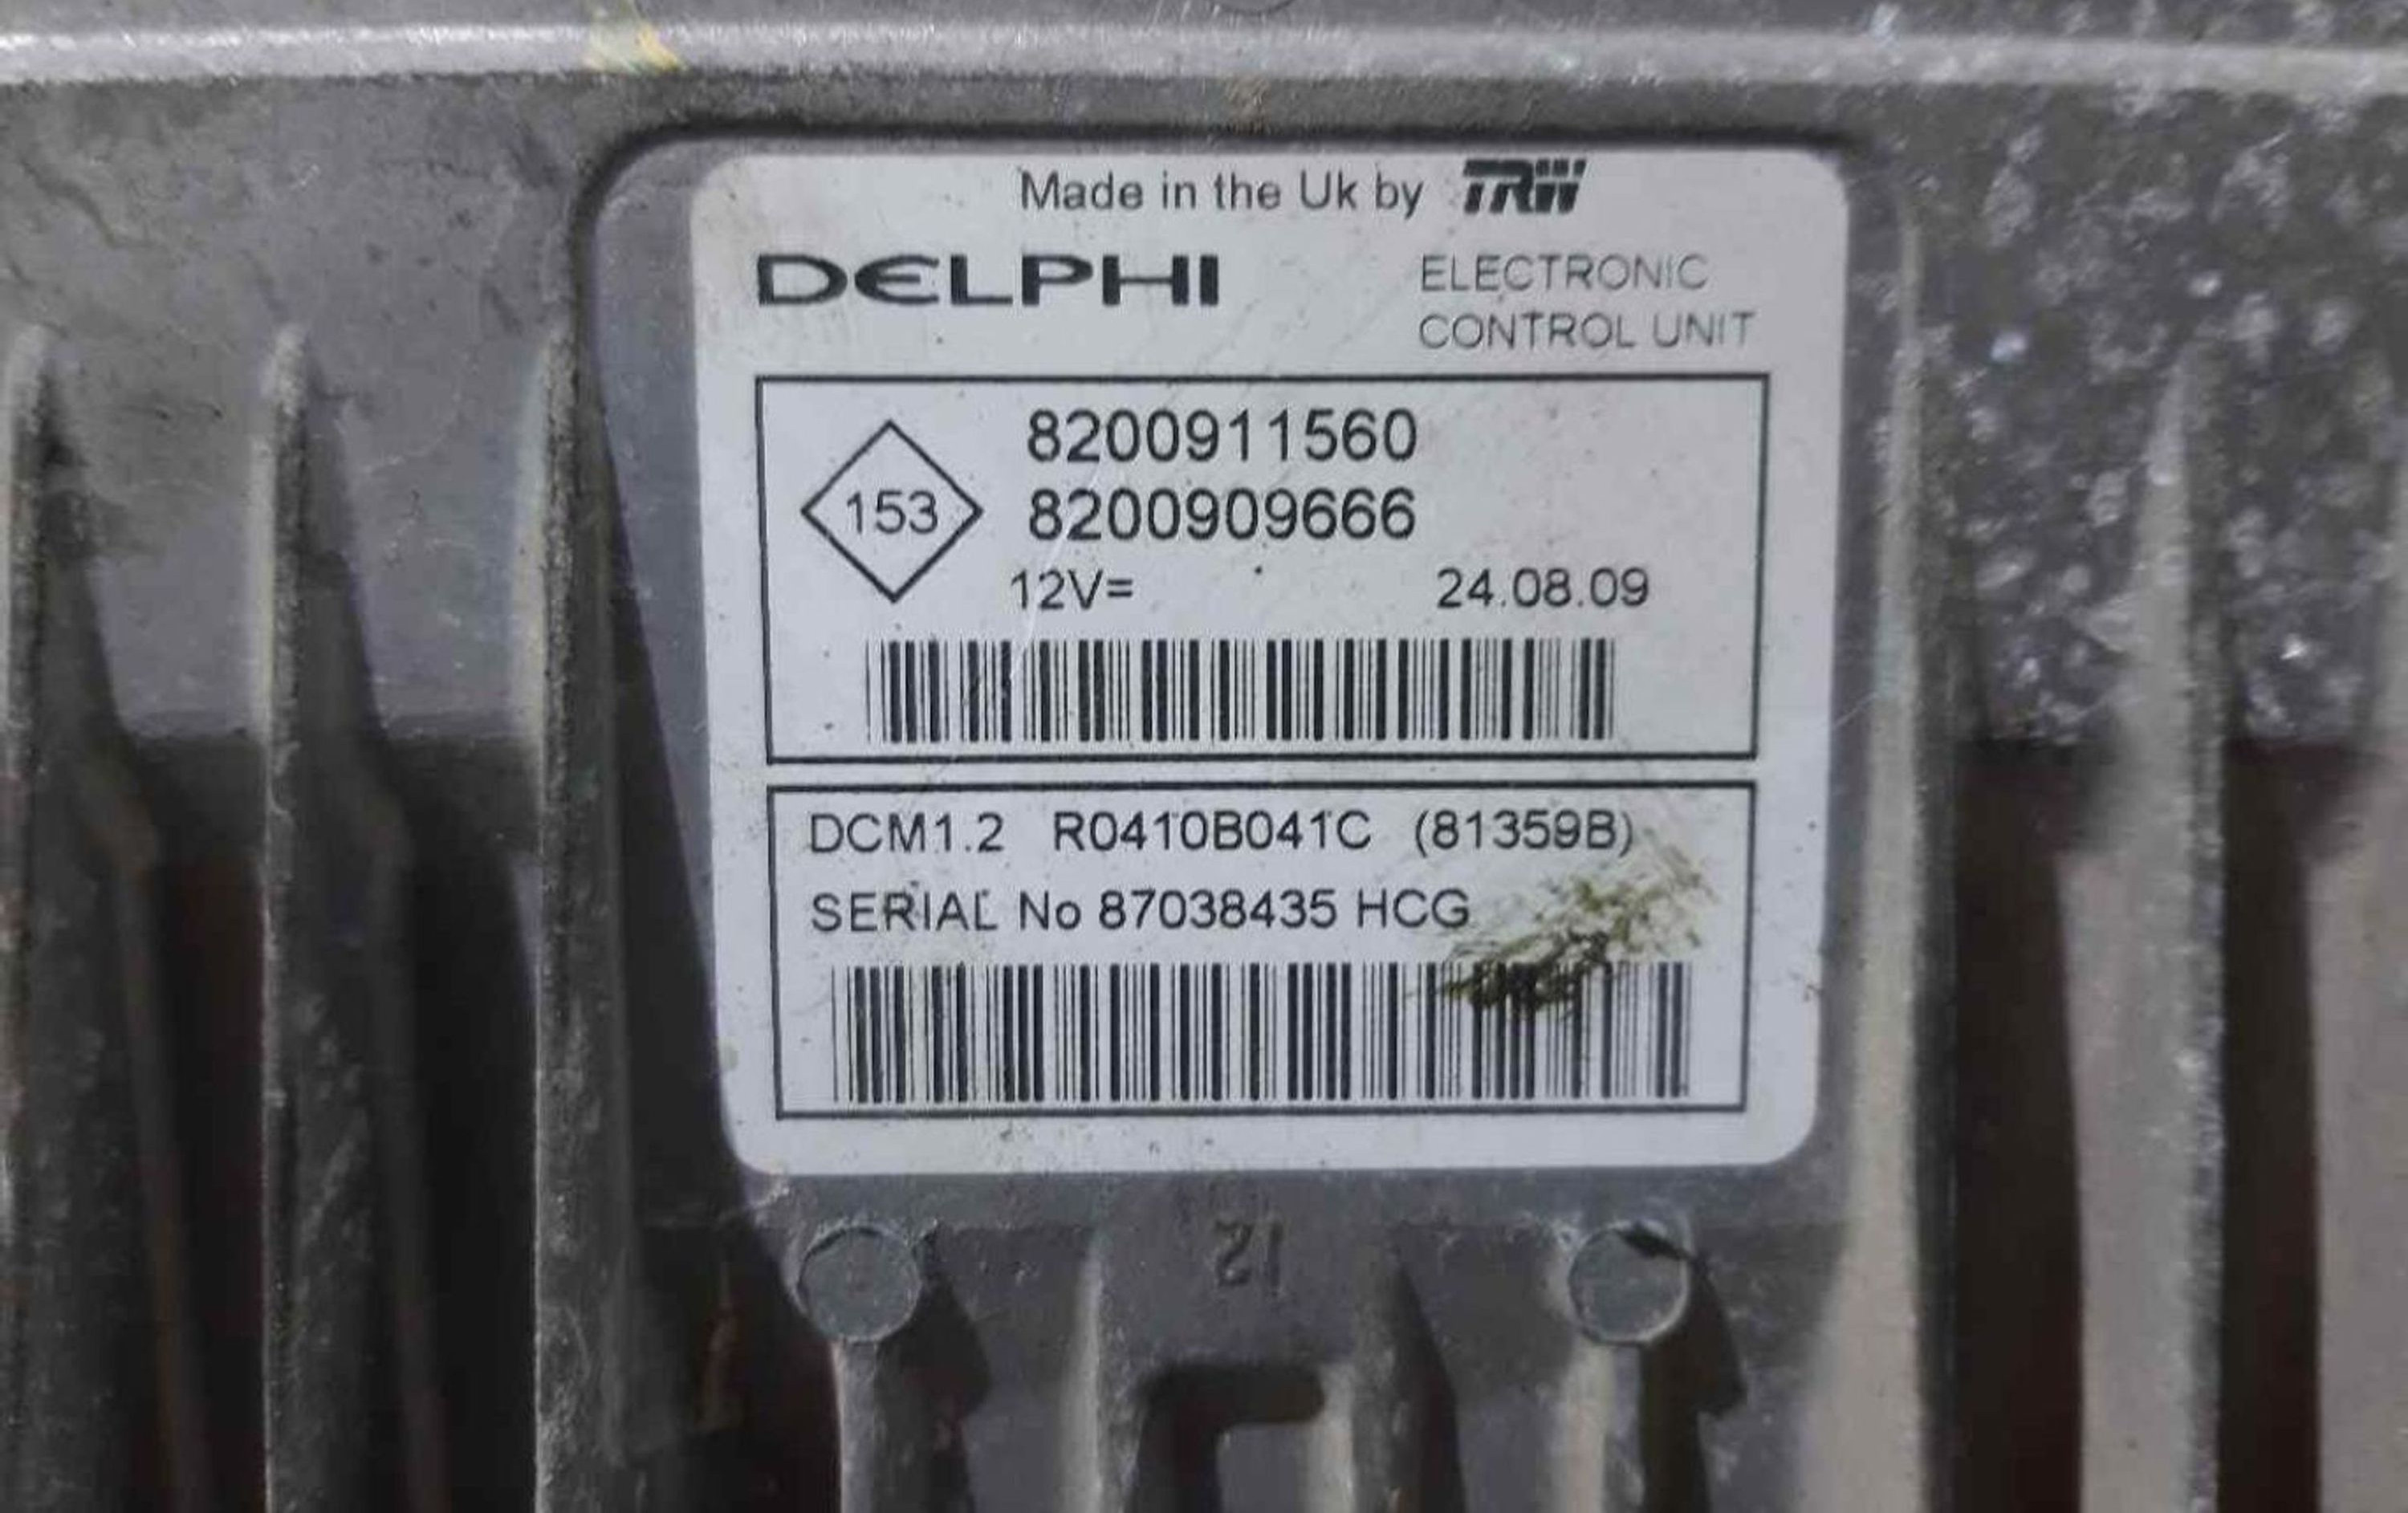 Made in the Uk by TRW
DELPHI
ELECTRONIC
CONTROL UNIT
8200911560
153
8200909666
12V= 24.08.09
DCM1.2 R0410B041C (81359B)
SERIAL No 87038435 HCG
12